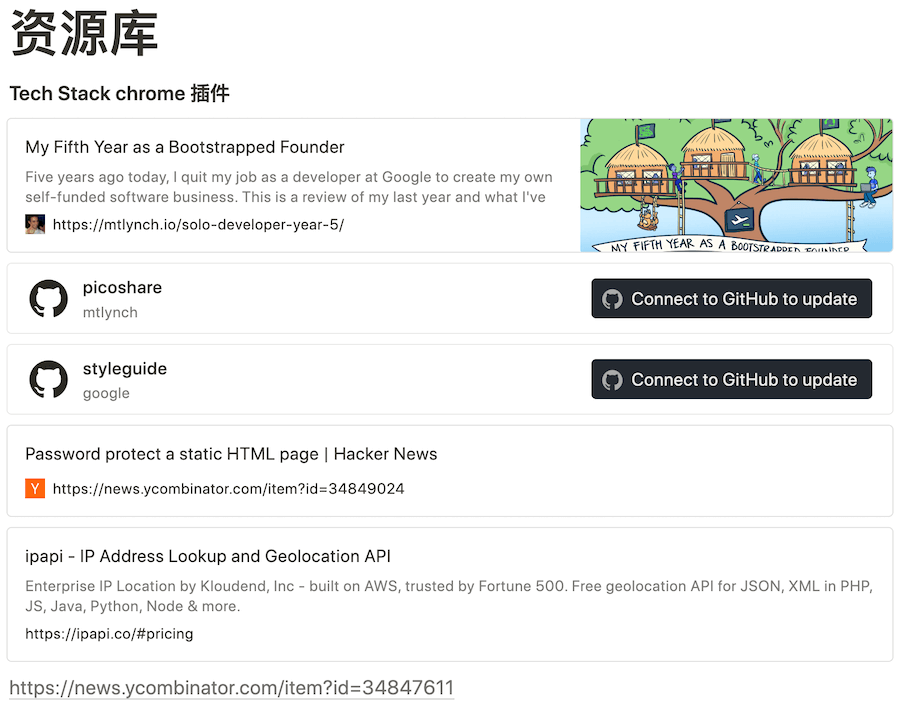 资源库
Tech Stack chrome 插件
My Fifth Year as a Bootstrapped Founder
Five years ago today, I quit my job as a developer at Google to create my own
self-funded software business. This is a review of my last year and what I've
https://mtlynch.io/solo-developer-year-5/
MY FIFTH YEAR AS A BOOTSTRAPPED FOUNDER
picoshare
mtlynch
Connect to GitHub to update
styleguide
google
Connect to GitHub to update
Password protect a static HTML page | Hacker News
Y https://news.ycombinator.com/item?id=34849024
ipapi - IP Address Lookup and Geolocation API
Enterprise IP Location by Kloudend, Inc - built on AWS, trusted by Fortune 500. Free geolocation API for JSON, XML in PHP,
JS, Java, Python, Node & more.
https://ipapi.co/#pricing
https://news.ycombinator.com/item?id=34847611